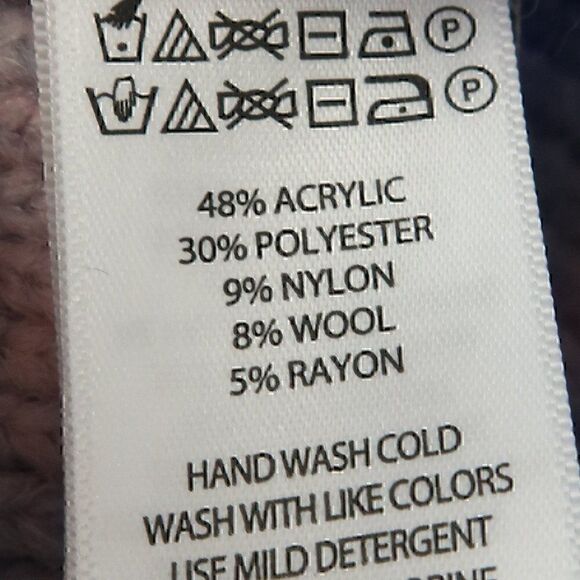 P
P
48% ACRYLIC
30% POLYESTER
9% NYLON
8% WOOL
5% RAYON
HAND WASH COLD
WASH WITH LIKE COLORS
USE MILD DETERGENT